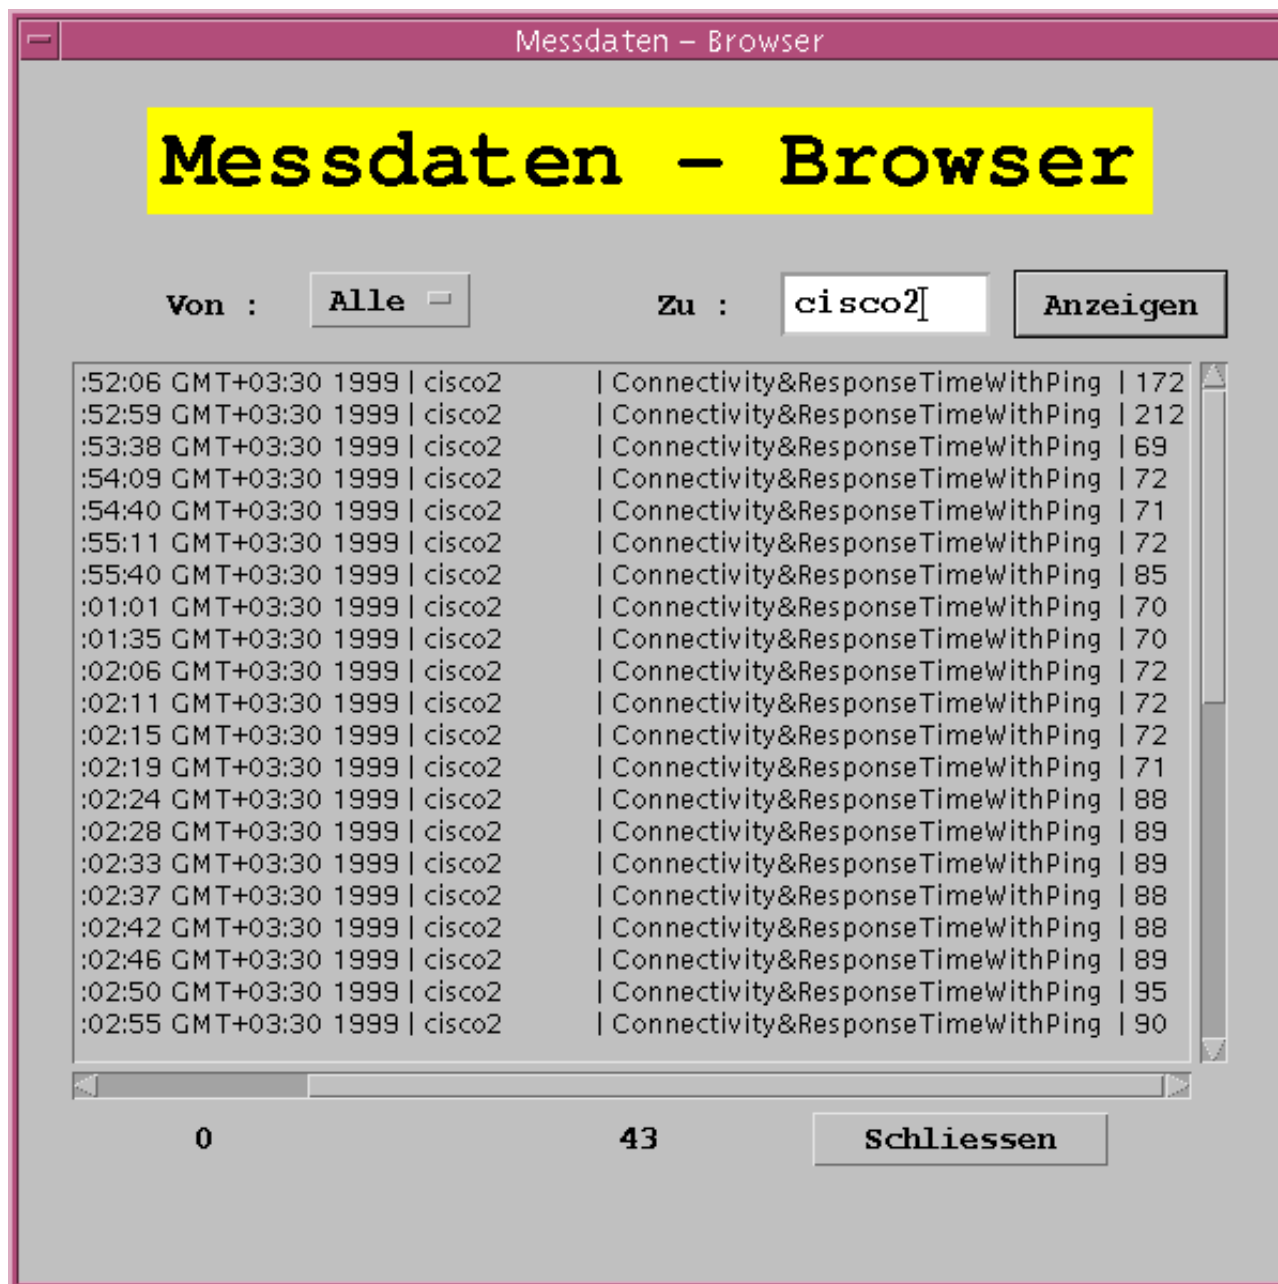 Messdaten – Browser
Messdaten – Browser
Von : Alle Zu : cisco2 Anzeigen
:52:06 GMT+03:30 1999 | cisco2 | Connectivity&ResponseTimeWithPing | 172
:52:59 GMT+03:30 1999 | cisco2 | Connectivity&ResponseTimeWithPing | 212
:53:38 GMT+03:30 1999 | cisco2 | Connectivity&ResponseTimeWithPing | 69
:54:09 GMT+03:30 1999 | cisco2 | Connectivity&ResponseTimeWithPing | 72
:54:40 GMT+03:30 1999 | cisco2 | Connectivity&ResponseTimeWithPing | 71
:55:11 GMT+03:30 1999 | cisco2 | Connectivity&ResponseTimeWithPing | 72
:55:40 GMT+03:30 1999 | cisco2 | Connectivity&ResponseTimeWithPing | 85
:01:01 GMT+03:30 1999 | cisco2 | Connectivity&ResponseTimeWithPing | 70
:01:35 GMT+03:30 1999 | cisco2 | Connectivity&ResponseTimeWithPing | 70
:02:06 GMT+03:30 1999 | cisco2 | Connectivity&ResponseTimeWithPing | 72
:02:11 GMT+03:30 1999 | cisco2 | Connectivity&ResponseTimeWithPing | 72
:02:15 GMT+03:30 1999 | cisco2 | Connectivity&ResponseTimeWithPing | 72
:02:19 GMT+03:30 1999 | cisco2 | Connectivity&ResponseTimeWithPing | 71
:02:24 GMT+03:30 1999 | cisco2 | Connectivity&ResponseTimeWithPing | 88
:02:28 GMT+03:30 1999 | cisco2 | Connectivity&ResponseTimeWithPing | 89
:02:33 GMT+03:30 1999 | cisco2 | Connectivity&ResponseTimeWithPing | 89
:02:37 GMT+03:30 1999 | cisco2 | Connectivity&ResponseTimeWithPing | 88
:02:42 GMT+03:30 1999 | cisco2 | Connectivity&ResponseTimeWithPing | 88
:02:46 GMT+03:30 1999 | cisco2 | Connectivity&ResponseTimeWithPing | 89
:02:50 GMT+03:30 1999 | cisco2 | Connectivity&ResponseTimeWithPing | 95
:02:55 GMT+03:30 1999 | cisco2 | Connectivity&ResponseTimeWithPing | 90
0 43 Schliessen